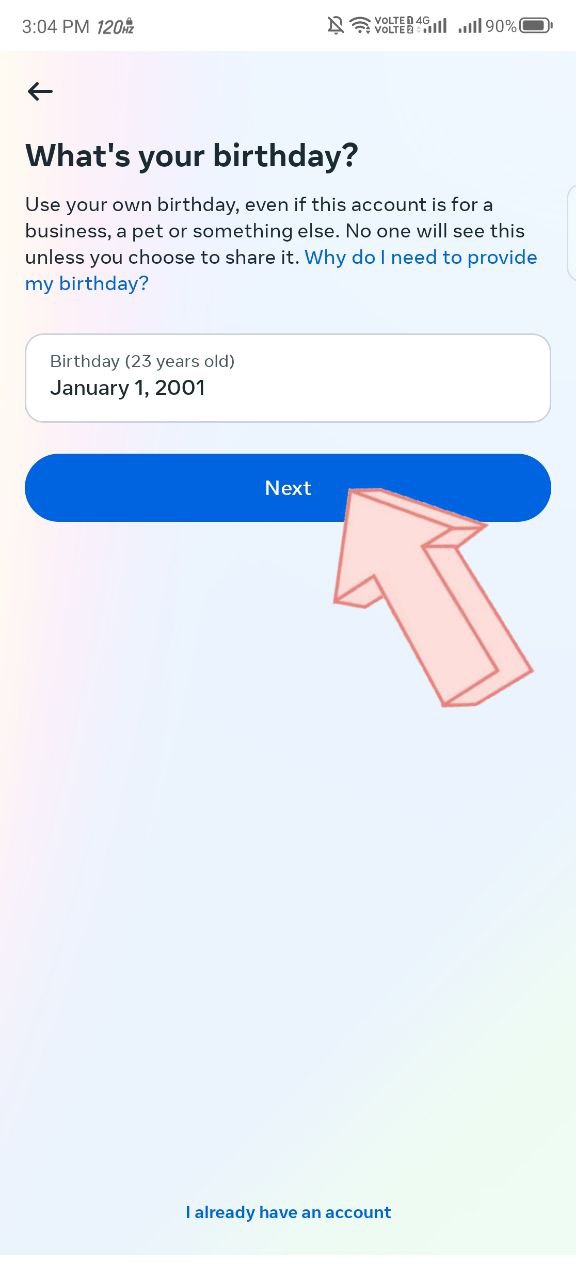 3:04 PM 120HZ VOLTE 1 4G VOLTE 2 90%
What's your birthday?
Use your own birthday, even if this account is for a
business, a pet or something else. No one will see this
unless you choose to share it. Why do I need to provide
my birthday?
Birthday (23 years old)
January 1, 2001
Next
I already have an account